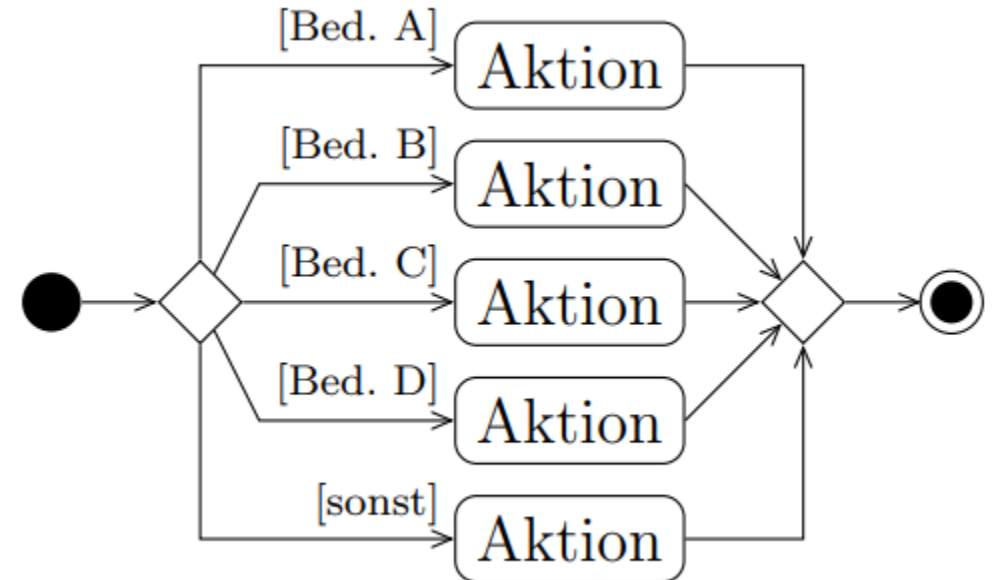 [Bed. A]
Aktion
[Bed. B]
Aktion
[Bed. C]
Aktion
[Bed. D]
Aktion
[sonst]
Aktion